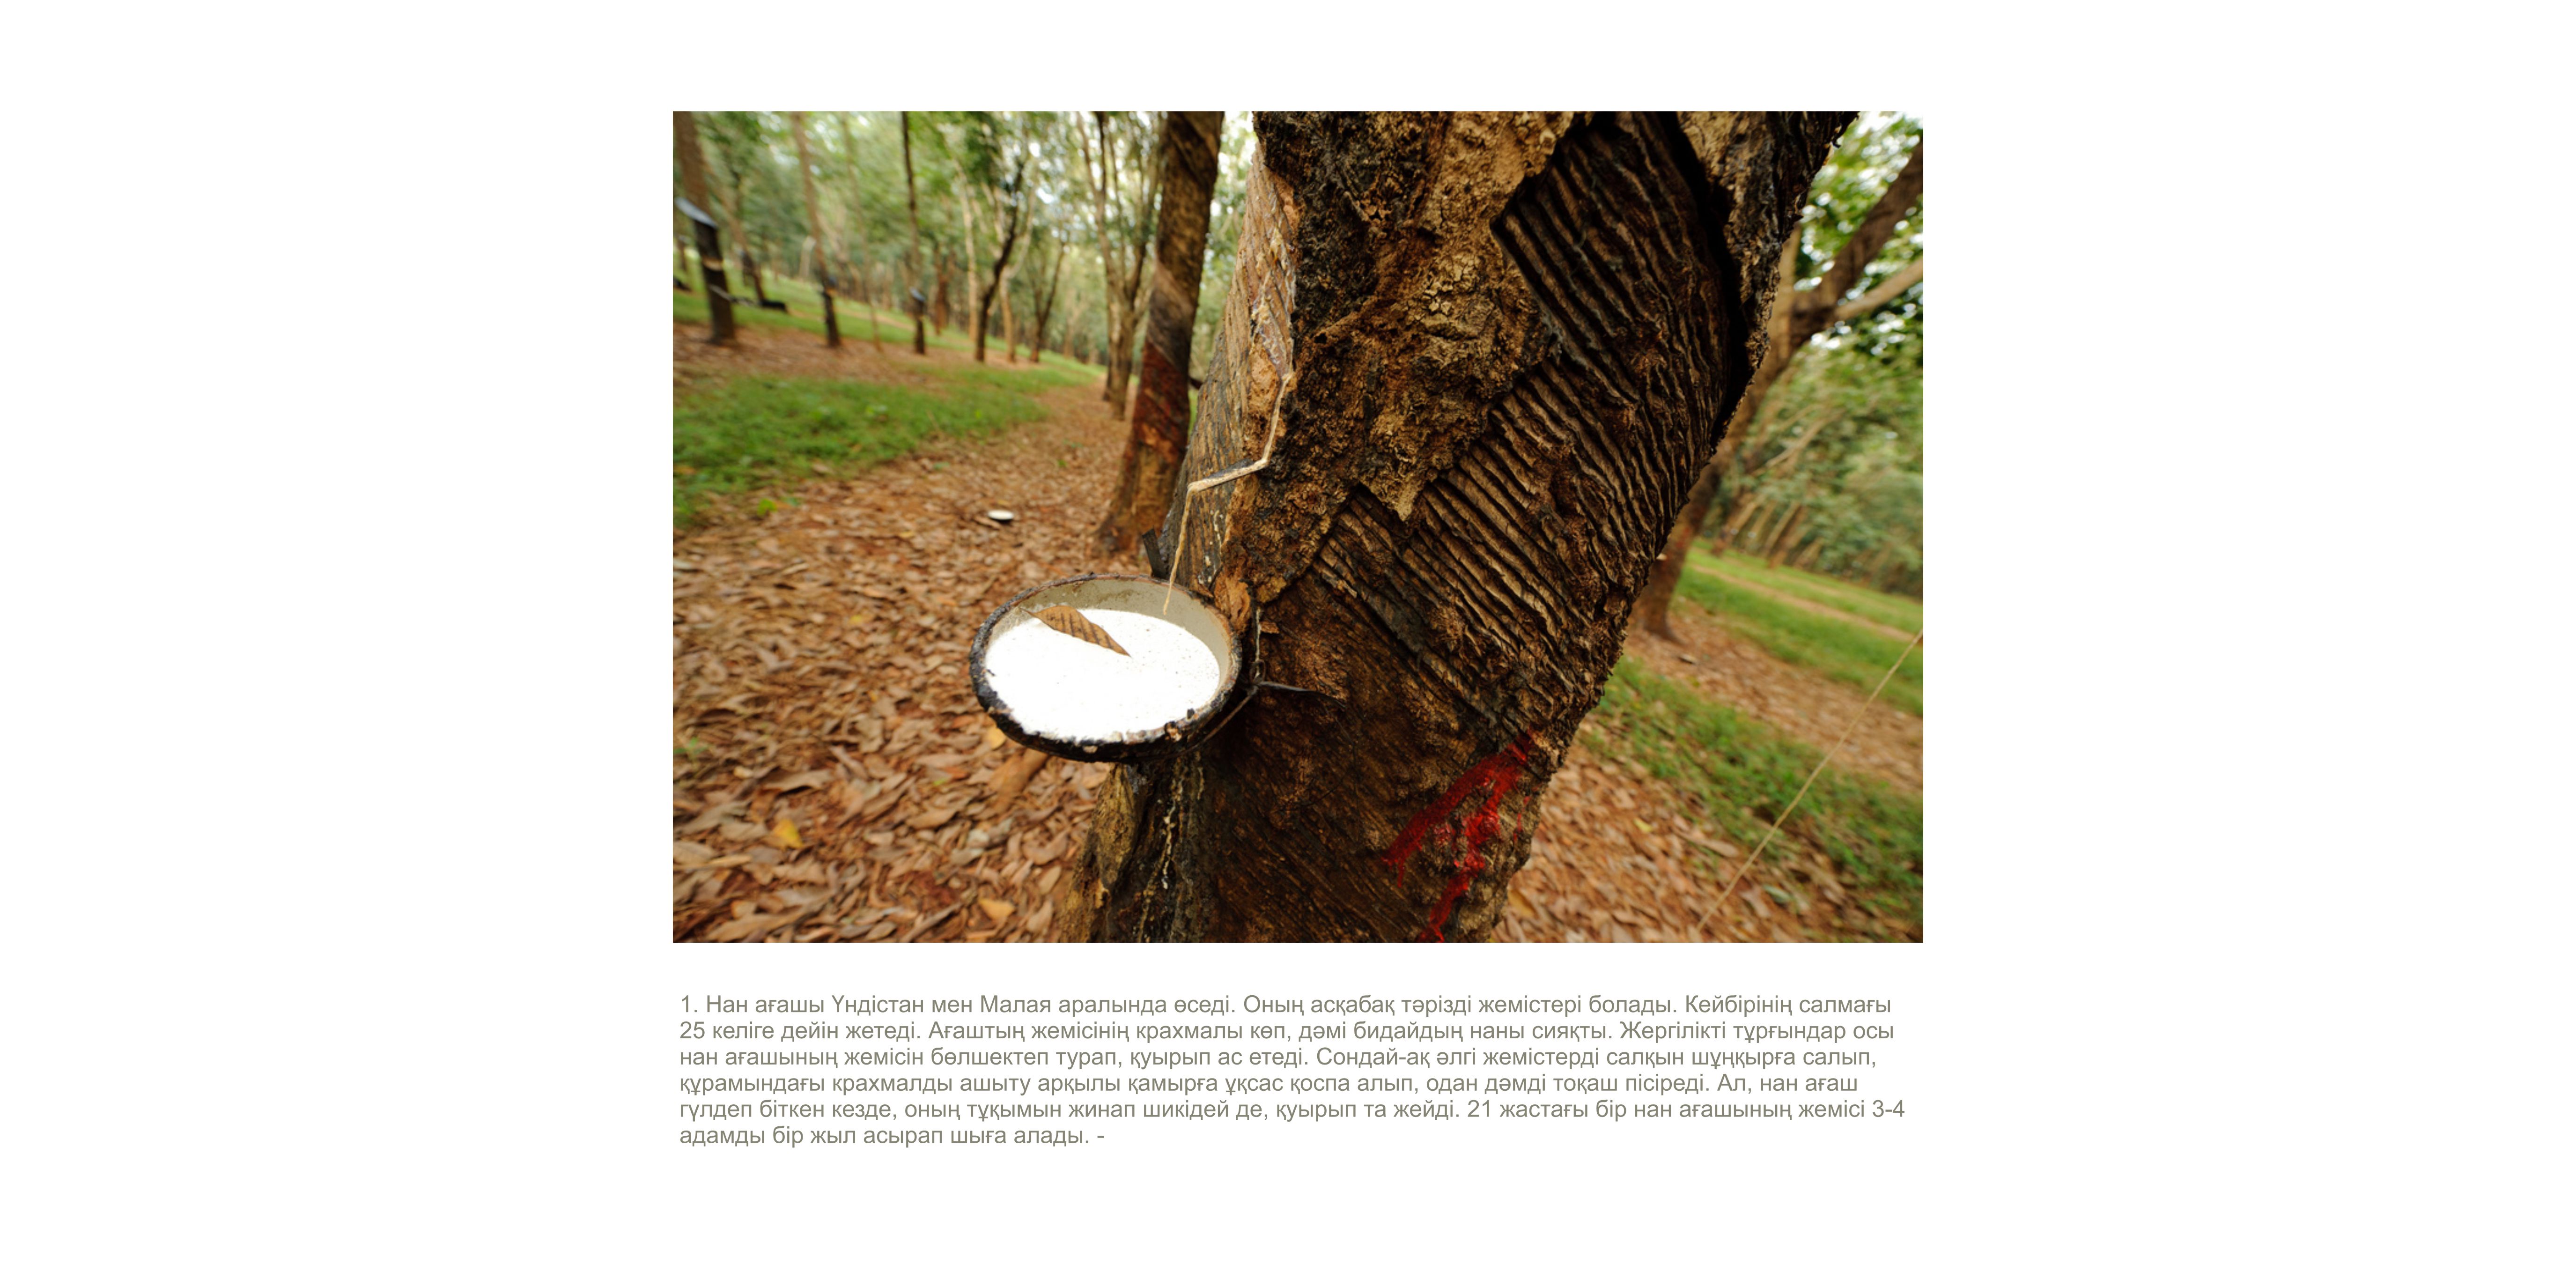 1. Нан ағашы Үндістан мен Малая аралында өседі. Оның асқабақ тәрізді жемістері болады. Кейбірінің салмағы
25 келіге дейін жетеді. Ағаштың жемісінің крахмалы көп, дәмі бидайдың наны сияқты. Жергілікті тұрғындар осы
нан ағашының жемісін бөлшектеп турап, қуырып ас етеді. Сондай-ақ әлгі жемістерді салқын шұңқырға салып,
құрамындағы крахмалды ашыту арқылы қамырға ұқсас қоспа алып, одан дәмді тоқаш пісіреді. Ал, нан ағаш
гүлдеп біткен кезде, оның тұқымын жинап шикідей де, қуырып та жейді. 21 жастағы бір нан ағашының жемісі 3-4
адамды бір жыл асырап шыға алады. -